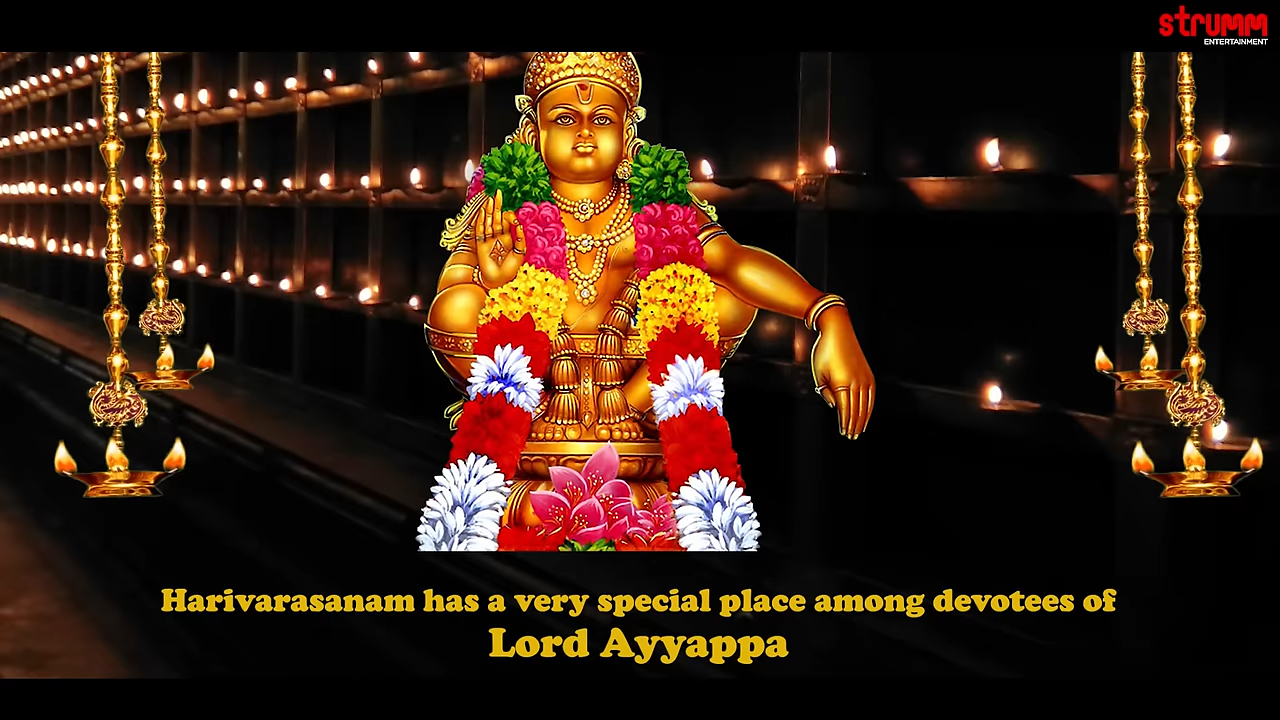 strumm
ENTERTAINMENT
Harivarasanam has a very special place among devotees of
Lord Ayyappa